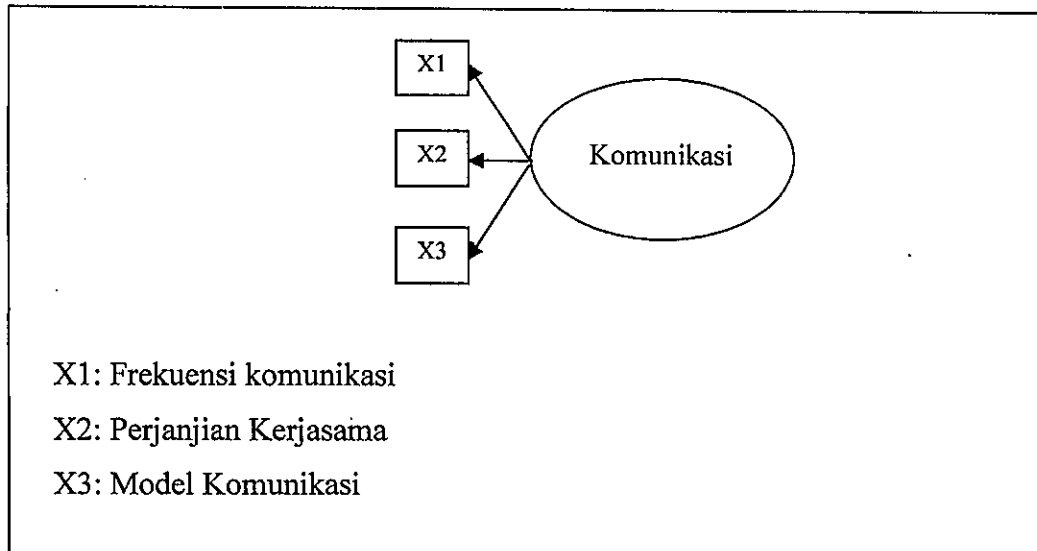 X1
X2
Komunikasi
X3
X1: Frekuensi komunikasi
X2: Perjanjian Kerjasama
X3: Model Komunikasi